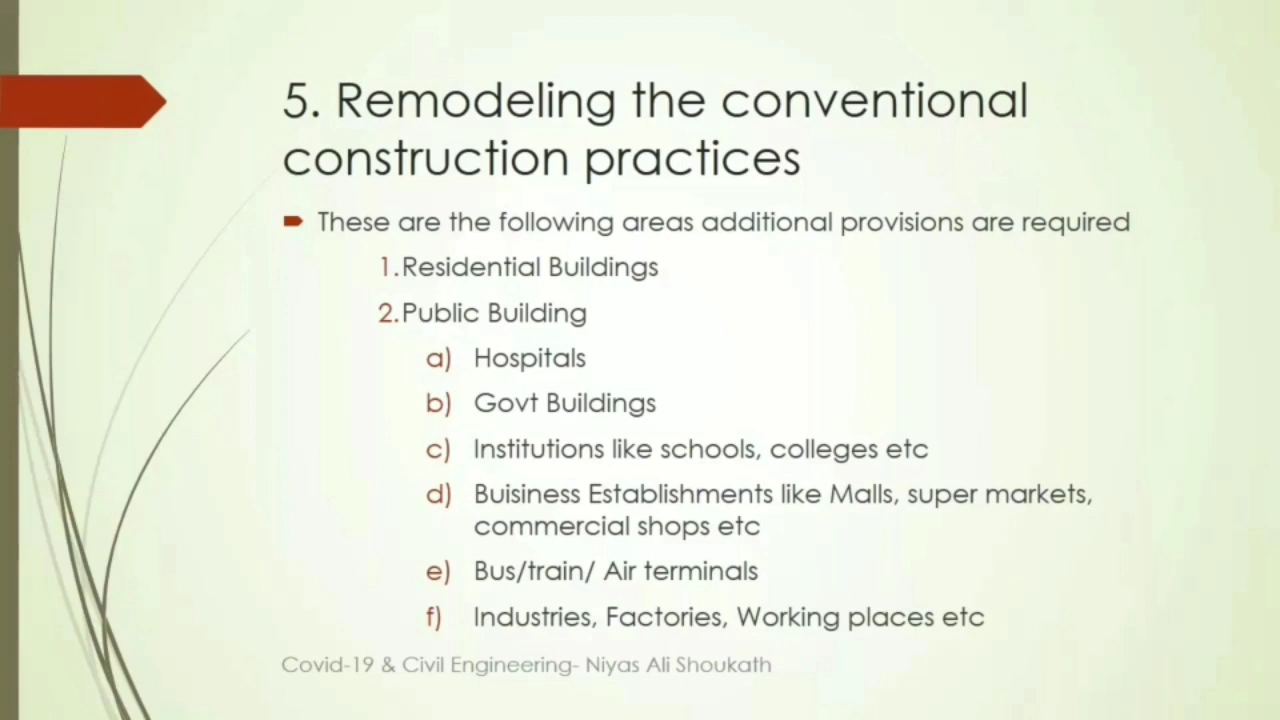 5. Remodeling the conventional
construction practices
These are the following areas additional provisions are required
1. Residential Buildings
2. Public Building
a) Hospitals
b) Govt Buildings
c) Institutions like schools, colleges etc
d) Buisiness Establishments like Malls, super markets,
commercial shops etc
e) Bus/train/ Air terminals
f) Industries, Factories, Working places etc
Covid-19 & Civil Engineering- Niyas Ali Shoukath